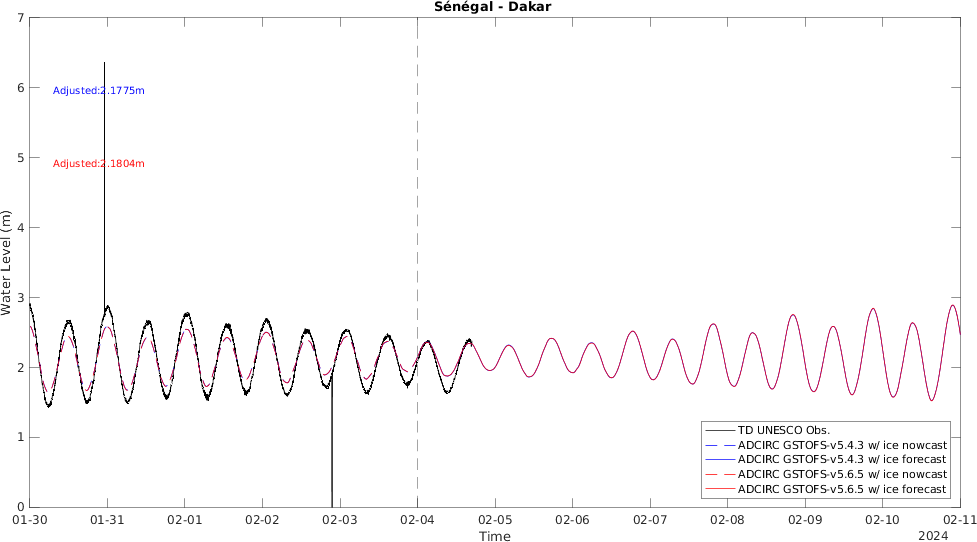 Sénégal - Dakar
7
6
5
4
3
2
1
0
Water Level (m)
Adjusted:2.1775m
Adjusted:2.1804m
TD UNESCO Obs.
ADCIRC GSTOFS-v5.4.3 w/ ice nowcast
ADCIRC GSTOFS-v5.4.3 w/ ice forecast
ADCIRC GSTOFS-v5.6.5 w/ ice nowcast
ADCIRC GSTOFS-v5.6.5 w/ ice forecast
01-30 01-31 02-01 02-02 02-03 02-04 02-05 02-06 02-07 02-08 02-09 02-10 02-11
Time
2024